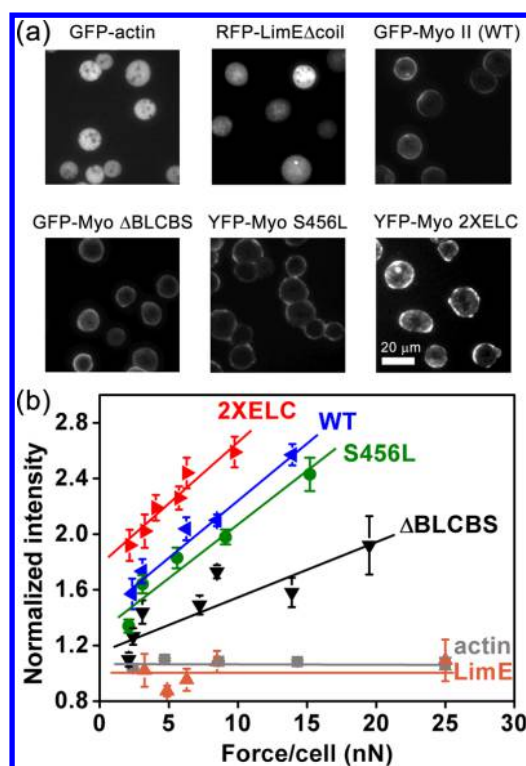 (a)
GFP-actin RFP-LimEΔcoil GFP-Myo II (WT)
GFP-Myo ΔBLCBS YFP-Myo S456L YFP-Myo 2XELC
20 μm
(b)
2XELC
WT
S456L
ΔBLCBS
actin
LimE
Normalized intensity
2.8
2.4
2.0
1.6
1.2
0.8
0 5 10 15 20 25 30
Force/cell (nN)